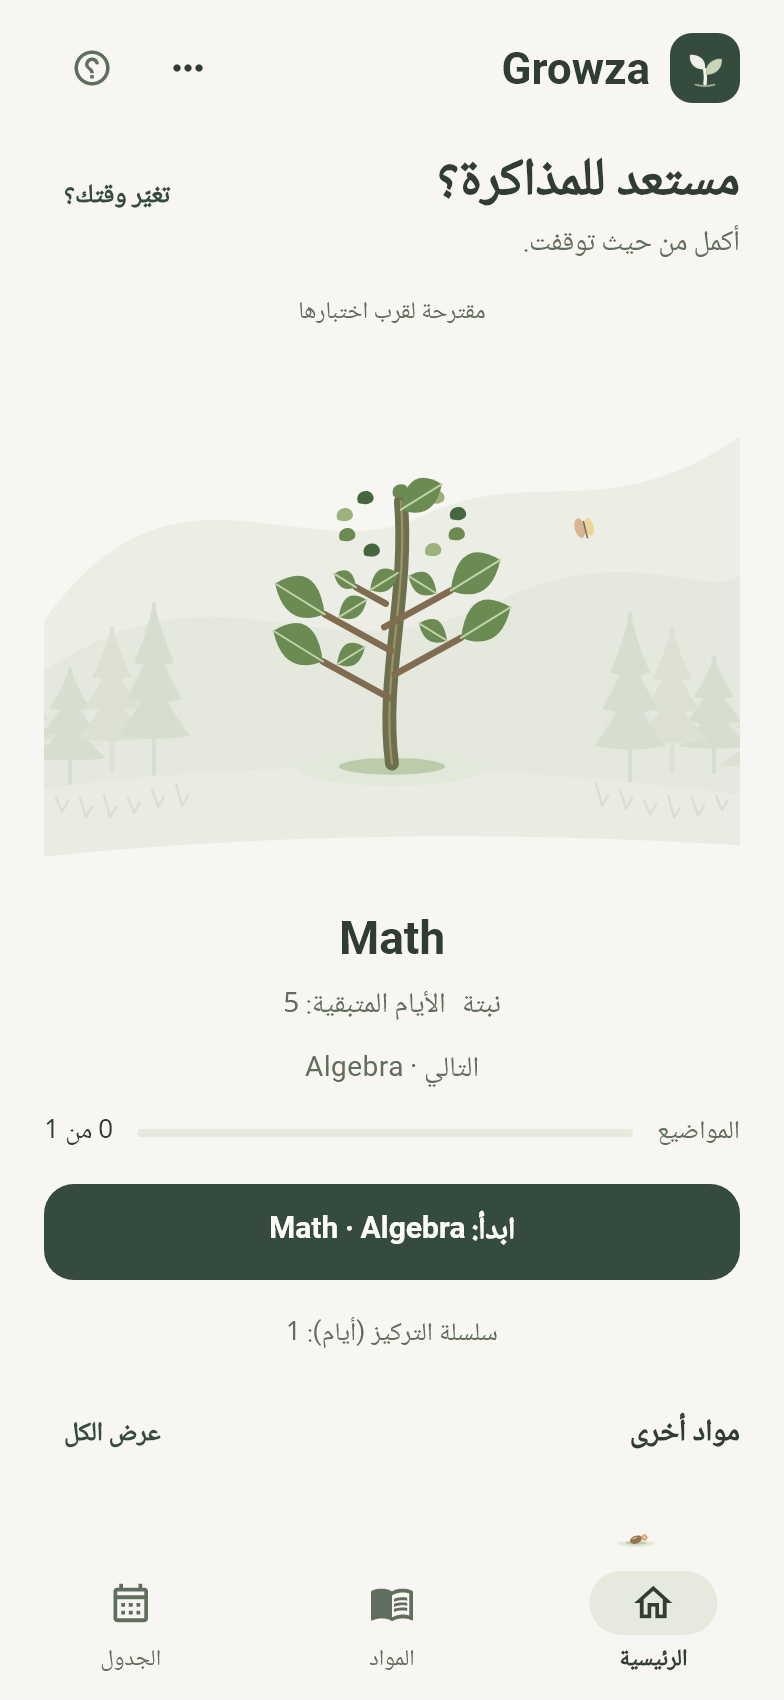 Growza
مستعد للمذاكرة؟
تغيّر وقتك؟
أكمل من حيث توقفت.
مقترحة لقرب اختبارها
Math
نبتة الأيام المتبقية: 5
التالي · Algebra
المواضيع 0 من 1
ابدأ: Math · Algebra
سلسلة التركيز (أيام): 1
مواد أخرى
عرض الكل
الرئيسية
المواد
الجدول